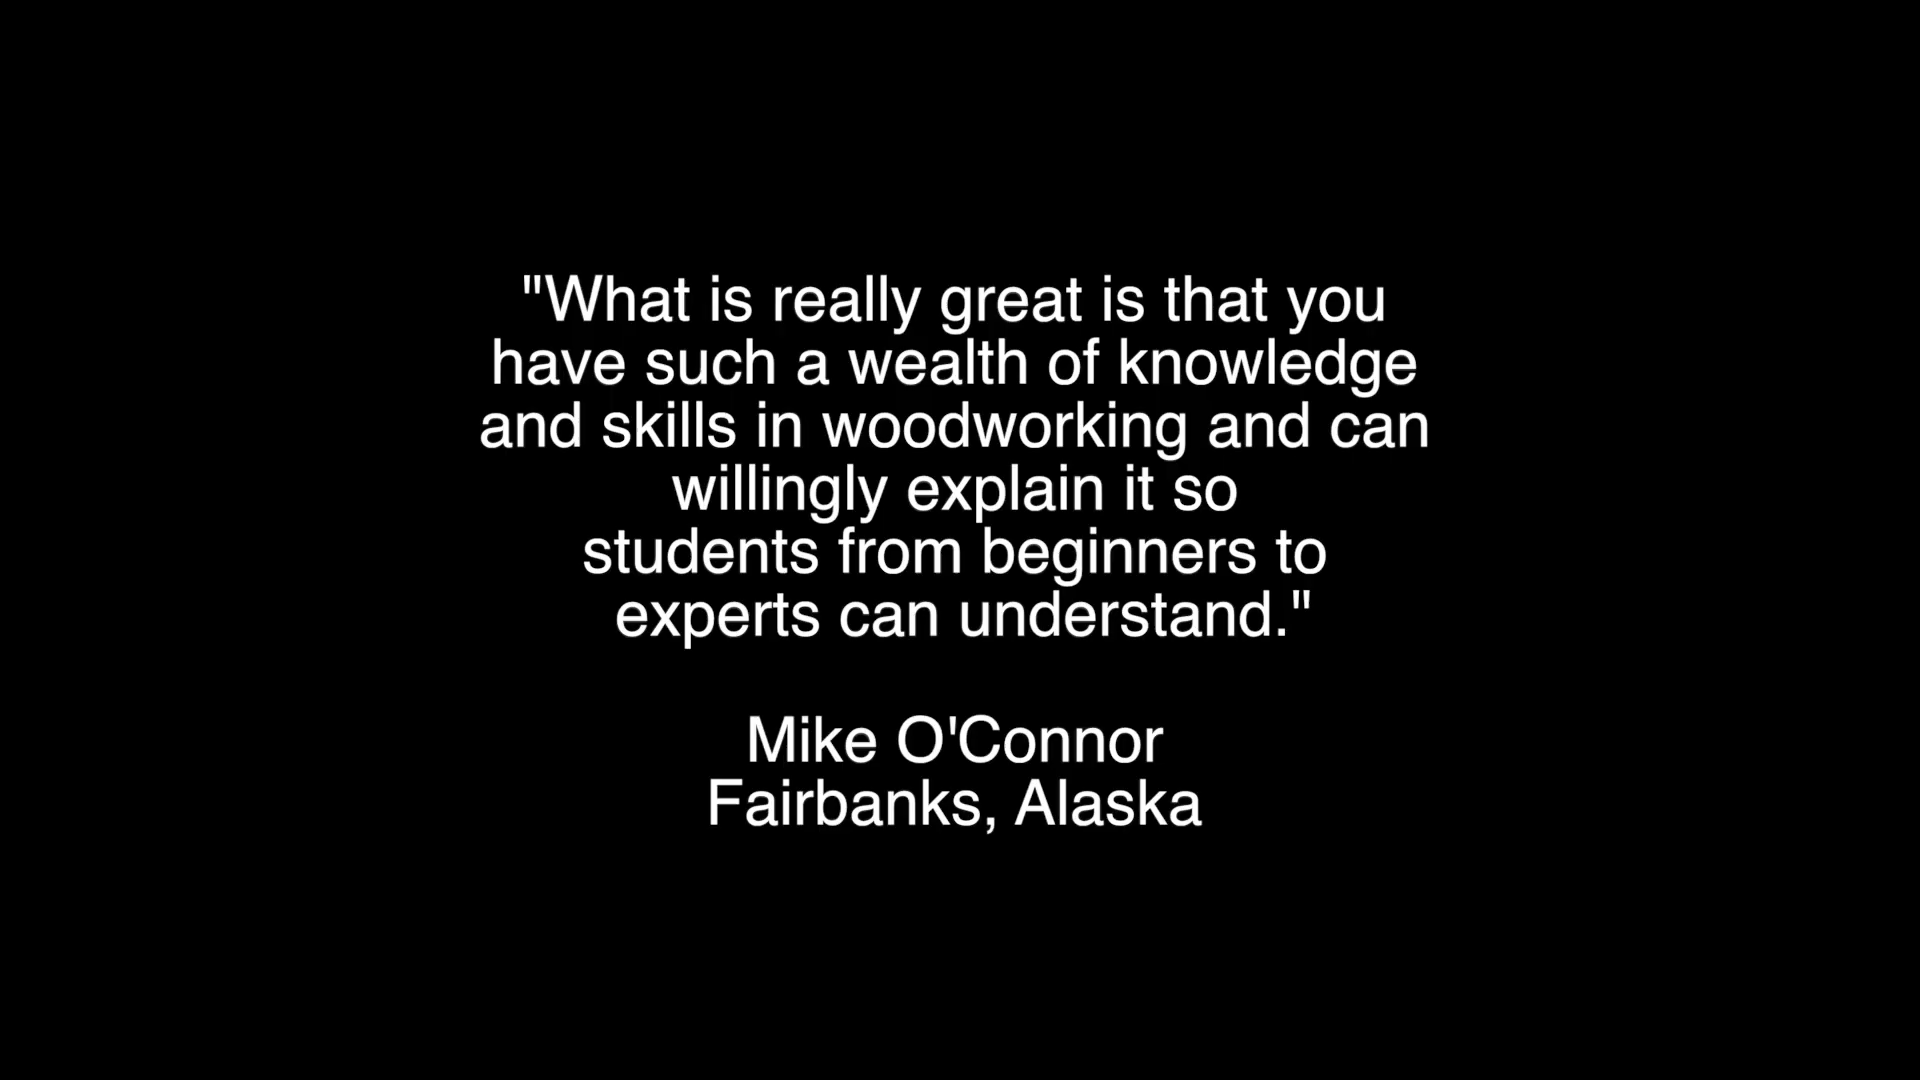 "What is really great is that you
have such a wealth of knowledge
and skills in woodworking and can
willingly explain it so
students from beginners to
experts can understand."
Mike O'Connor
Fairbanks, Alaska